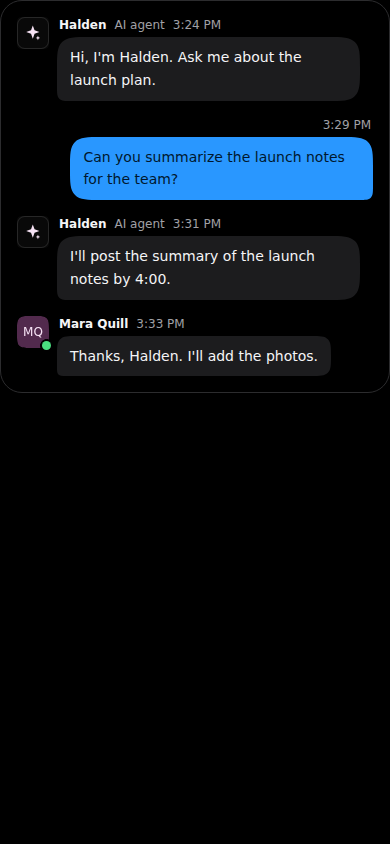 Halden AI agent 3:24 PM
Hi, I'm Halden. Ask me about the
launch plan.
3:29 PM
Can you summarize the launch notes
for the team?
Halden AI agent 3:31 PM
I'll post the summary of the launch
notes by 4:00.
MQ
Mara Quill 3:33 PM
Thanks, Halden. I'll add the photos.